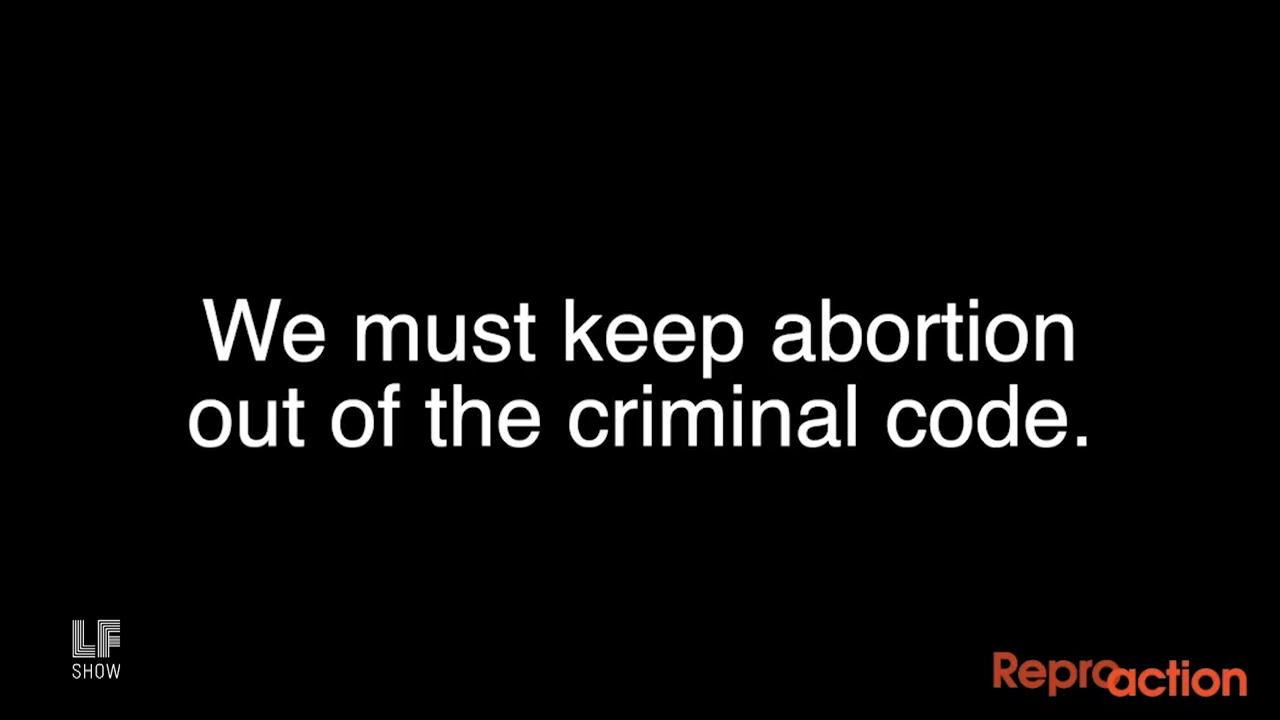 We must keep abortion
out of the criminal code.
LF
SHOW
Reproaction